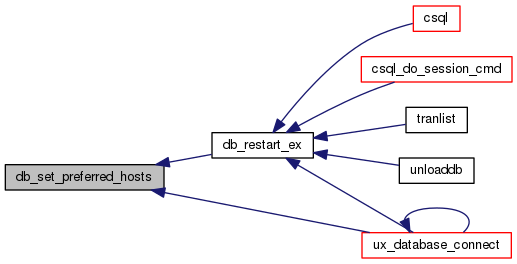 csql
csql_do_session_cmd
tranlist
db_restart_ex
unloaddb
db_set_preferred_hosts
ux_database_connect